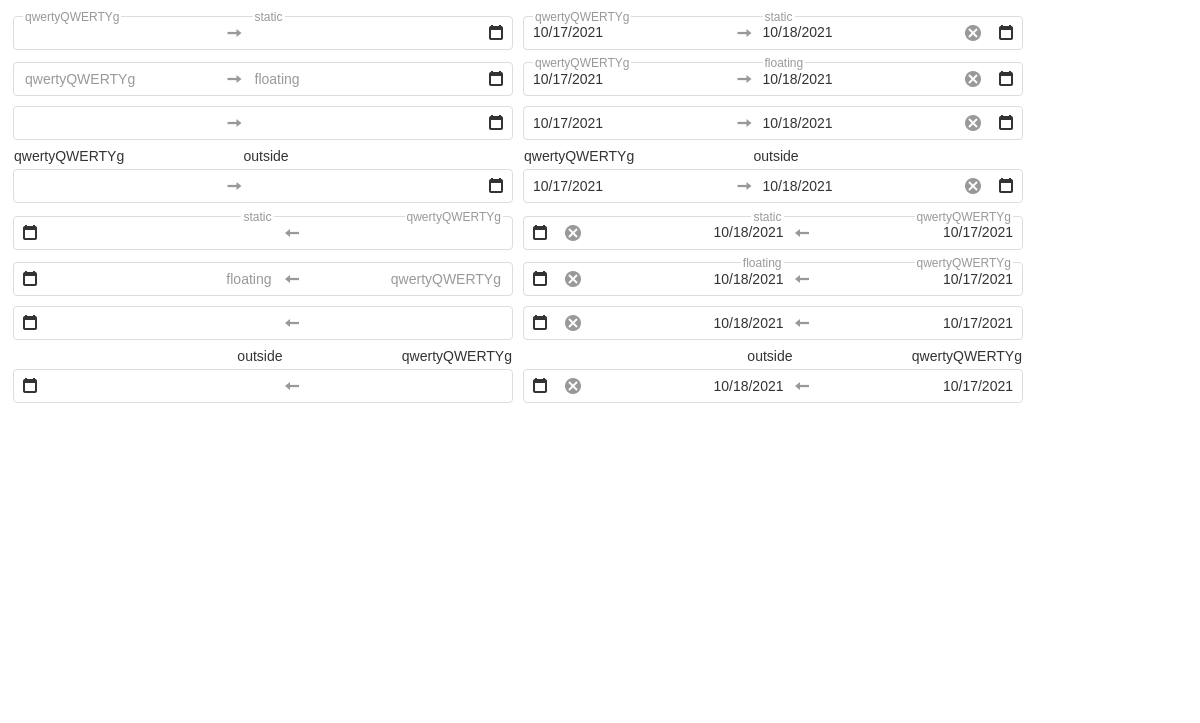 qwertyQWERTYg static qwertyQWERTYg static
10/17/2021 10/18/2021
qwertyQWERTYg floating
qwertyQWERTYg floating 10/17/2021 10/18/2021
10/17/2021 10/18/2021
qwertyQWERTYg outside qwertyQWERTYg outside
10/17/2021 10/18/2021
static qwertyQWERTYg static qwertyQWERTYg
10/18/2021 10/17/2021
floating qwertyQWERTYg
floating qwertyQWERTYg 10/18/2021 10/17/2021
10/18/2021 10/17/2021
outside qwertyQWERTYg outside qwertyQWERTYg
10/18/2021 10/17/2021